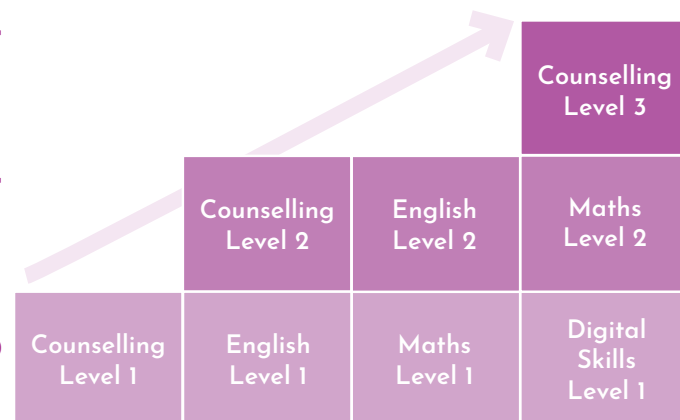 Counselling
Level 3
Counselling
Level 2
English
Level 2
Maths
Level 2
Counselling
Level 1
English
Level 1
Maths
Level 1
Digital
Skills
Level 1